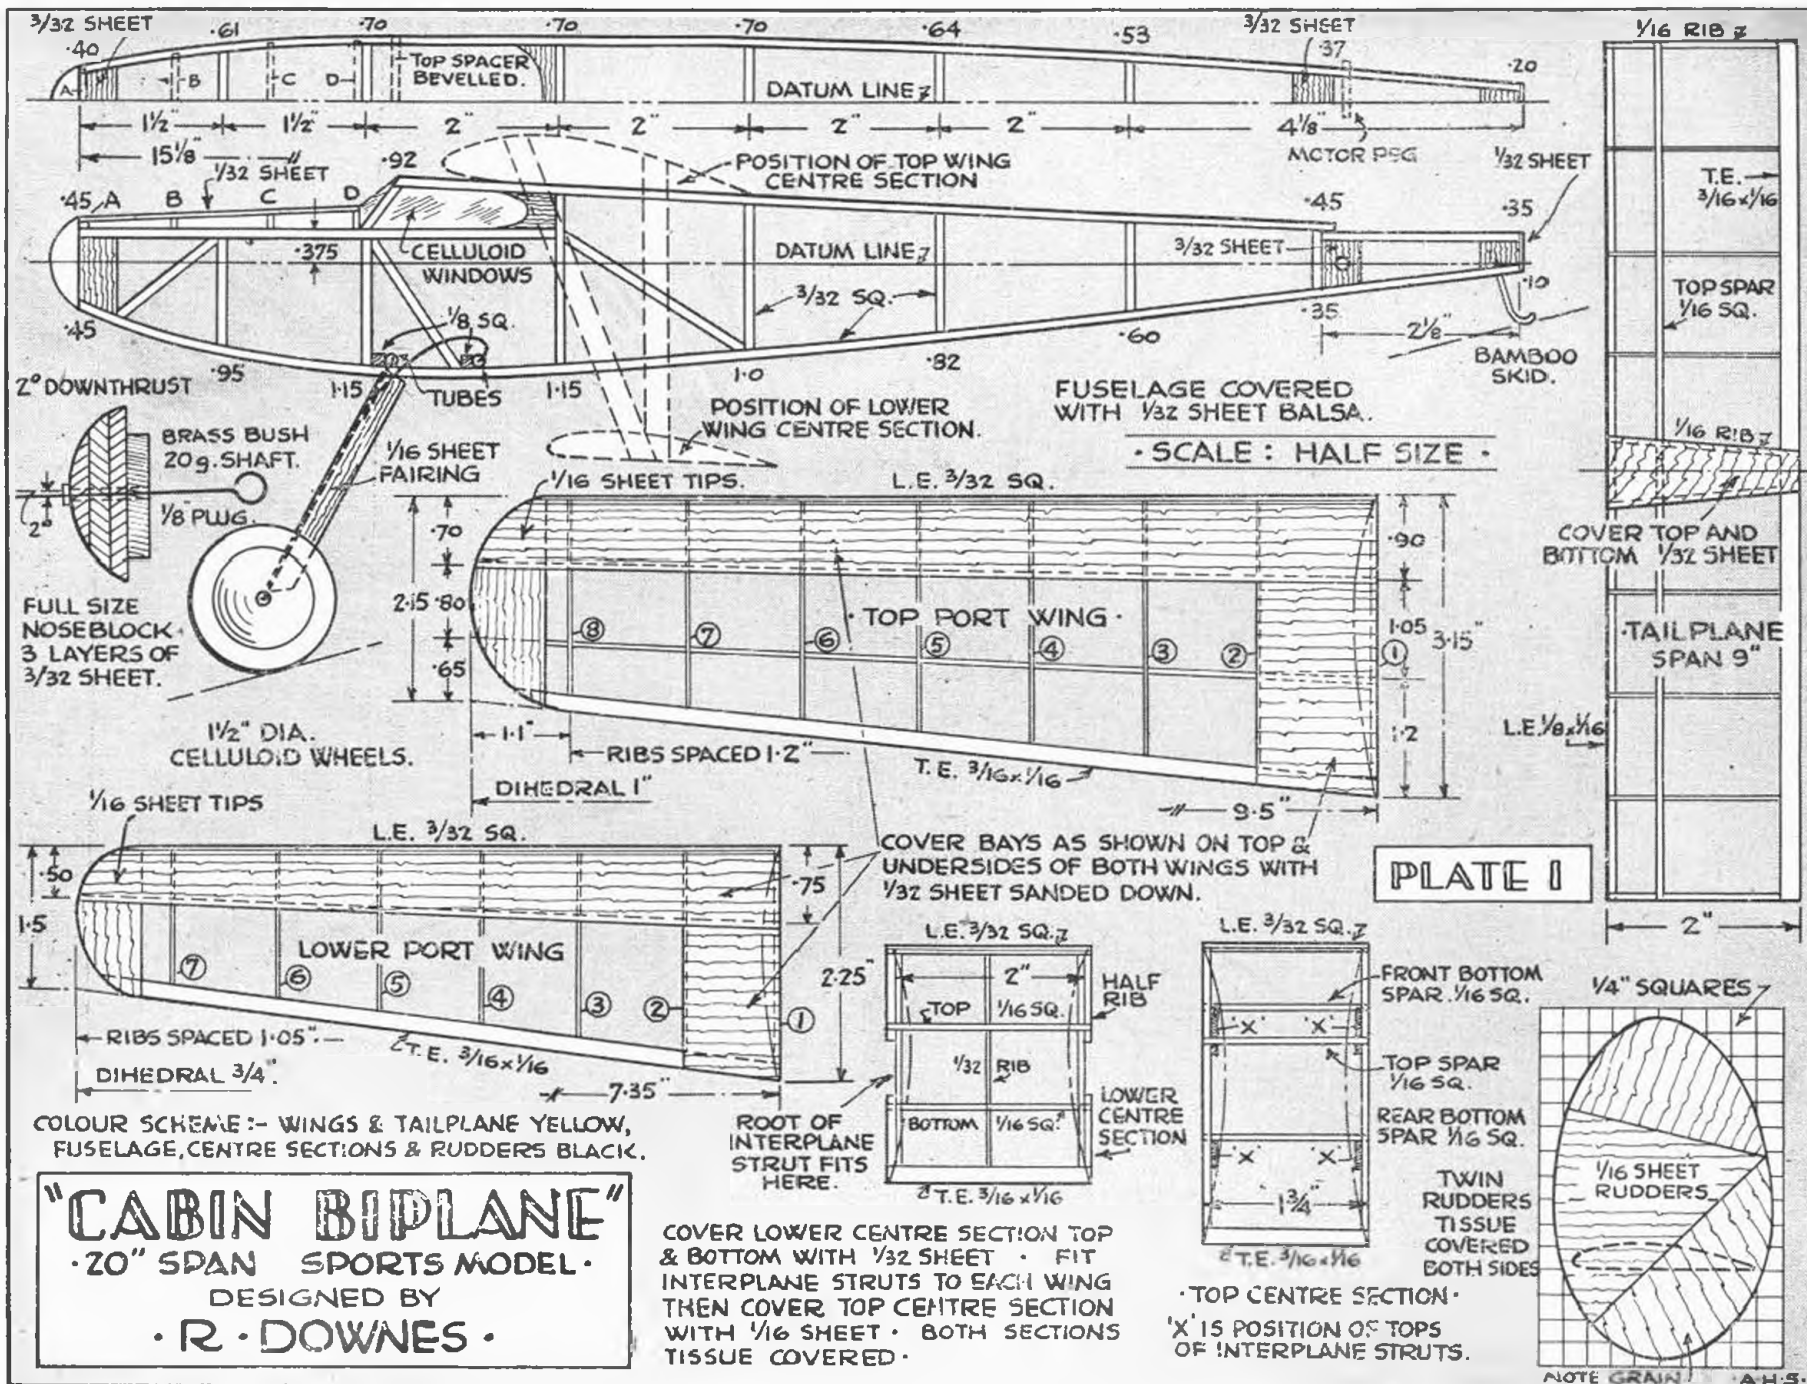 3/32 SHEET
.40
.61
.70
.70
.70
.64
.53
3/32 SHEET
.37
.20
A
B
C
D
TOP SPACER
BEVELLED.
DATUM LINE
1½"
1½"
2"
2"
2"
2"
4⅛"
15⅛"
MOTOR PEG
1/32 SHEET
1/32 SHEET
.92
POSITION OF TOP WING
CENTRE SECTION
.45
A
B
C
D
.375
CELLULOID
WINDOWS
DATUM LINE
3/32 SHEET
.45
.35
3/32 SQ.
.10
.35
2⅛"
BAMBOO
SKID.
.45
.95
1/8 SQ.
1.15
TUBES
1.15
1.0
.82
.60
2° DOWNTHRUST
BRASS BUSH
20g. SHAFT.
1/8" PLUG.
2°
FULL SIZE
NOSEBLOCK.
3 LAYERS OF
3/32 SHEET.
1/16 SHEET
FAIRING
1½" DIA.
CELLULOID WHEELS.
POSITION OF LOWER
WING CENTRE SECTION.
FUSELAGE COVERED
WITH 1/32 SHEET BALSA.
· SCALE : HALF SIZE ·
1/16 SHEET TIPS.
L.E. 3/32 SQ.
.70
2.15
.80
.65
· TOP PORT WING ·
⑧
⑦
⑥
⑤
④
③
②
①
.90
1.05
3.15"
1.2
1.1"
RIBS SPACED 1.2"
T.E. 3/16 x 1/16
DIHEDRAL 1"
9.5"
1/16 RIB
T.E.
3/16 x 1/16
TOP SPAR
1/16 SQ.
1/16 RIB
COVER TOP AND
BOTTOM 1/32 SHEET
· TAILPLANE
SPAN 9"
L.E. 1/8 x 1/16
2"
1/16 SHEET TIPS
L.E. 3/32 SQ.
.50
1.5
.75
LOWER PORT WING
2.25"
⑦
⑥
⑤
④
③
②
①
RIBS SPACED 1.05".
T.E. 3/16 x 1/16
DIHEDRAL 3/4".
7.35"
COVER BAYS AS SHOWN ON TOP &
UNDERSIDES OF BOTH WINGS WITH
1/32 SHEET SANDED DOWN.
PLATE 1
L.E. 3/32 SQ.
2"
HALF
RIB
TOP 1/16 SQ.
1/32 RIB
BOTTOM 1/16 SQ.
LOWER
CENTRE
SECTION
ROOT OF
INTERPLANE
STRUT FITS
HERE.
T.E. 3/16 x 1/16
L.E. 3/32 SQ.
FRONT BOTTOM
SPAR. 1/16 SQ.
'X' 'X'
TOP SPAR
1/16 SQ.
REAR BOTTOM
SPAR 1/16 SQ.
'X' 'X'
1¾"
T.E. 3/16 x 1/16
· TOP CENTRE SECTION ·
'X' IS POSITION OF TOPS
OF INTERPLANE STRUTS.
1/4" SQUARES
1/16 SHEET
RUDDERS
TWIN
RUDDERS
TISSUE
COVERED
BOTH SIDES
NOTE GRAIN
· A·H·S·
COLOUR SCHEME :- WINGS & TAILPLANE YELLOW,
FUSELAGE, CENTRE SECTIONS & RUDDERS BLACK.
"CABIN BIPLANE"
· 20" SPAN SPORTS MODEL ·
DESIGNED BY
· R · DOWNES ·
COVER LOWER CENTRE SECTION TOP
& BOTTOM WITH 1/32 SHEET · FIT
INTERPLANE STRUTS TO EACH WING
THEN COVER TOP CENTRE SECTION
WITH 1/16 SHEET · BOTH SECTIONS
TISSUE COVERED ·